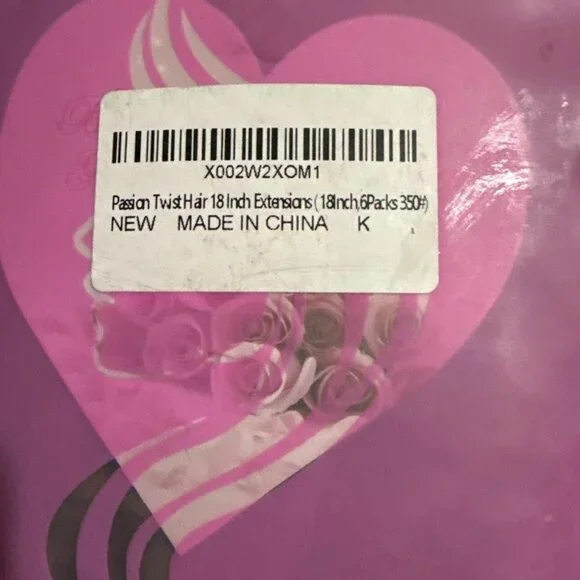 X002W2XOM1
Passion Twist Hair 18 Inch Extensions (18Inch,6Packs 350#)
NEW MADE IN CHINA K